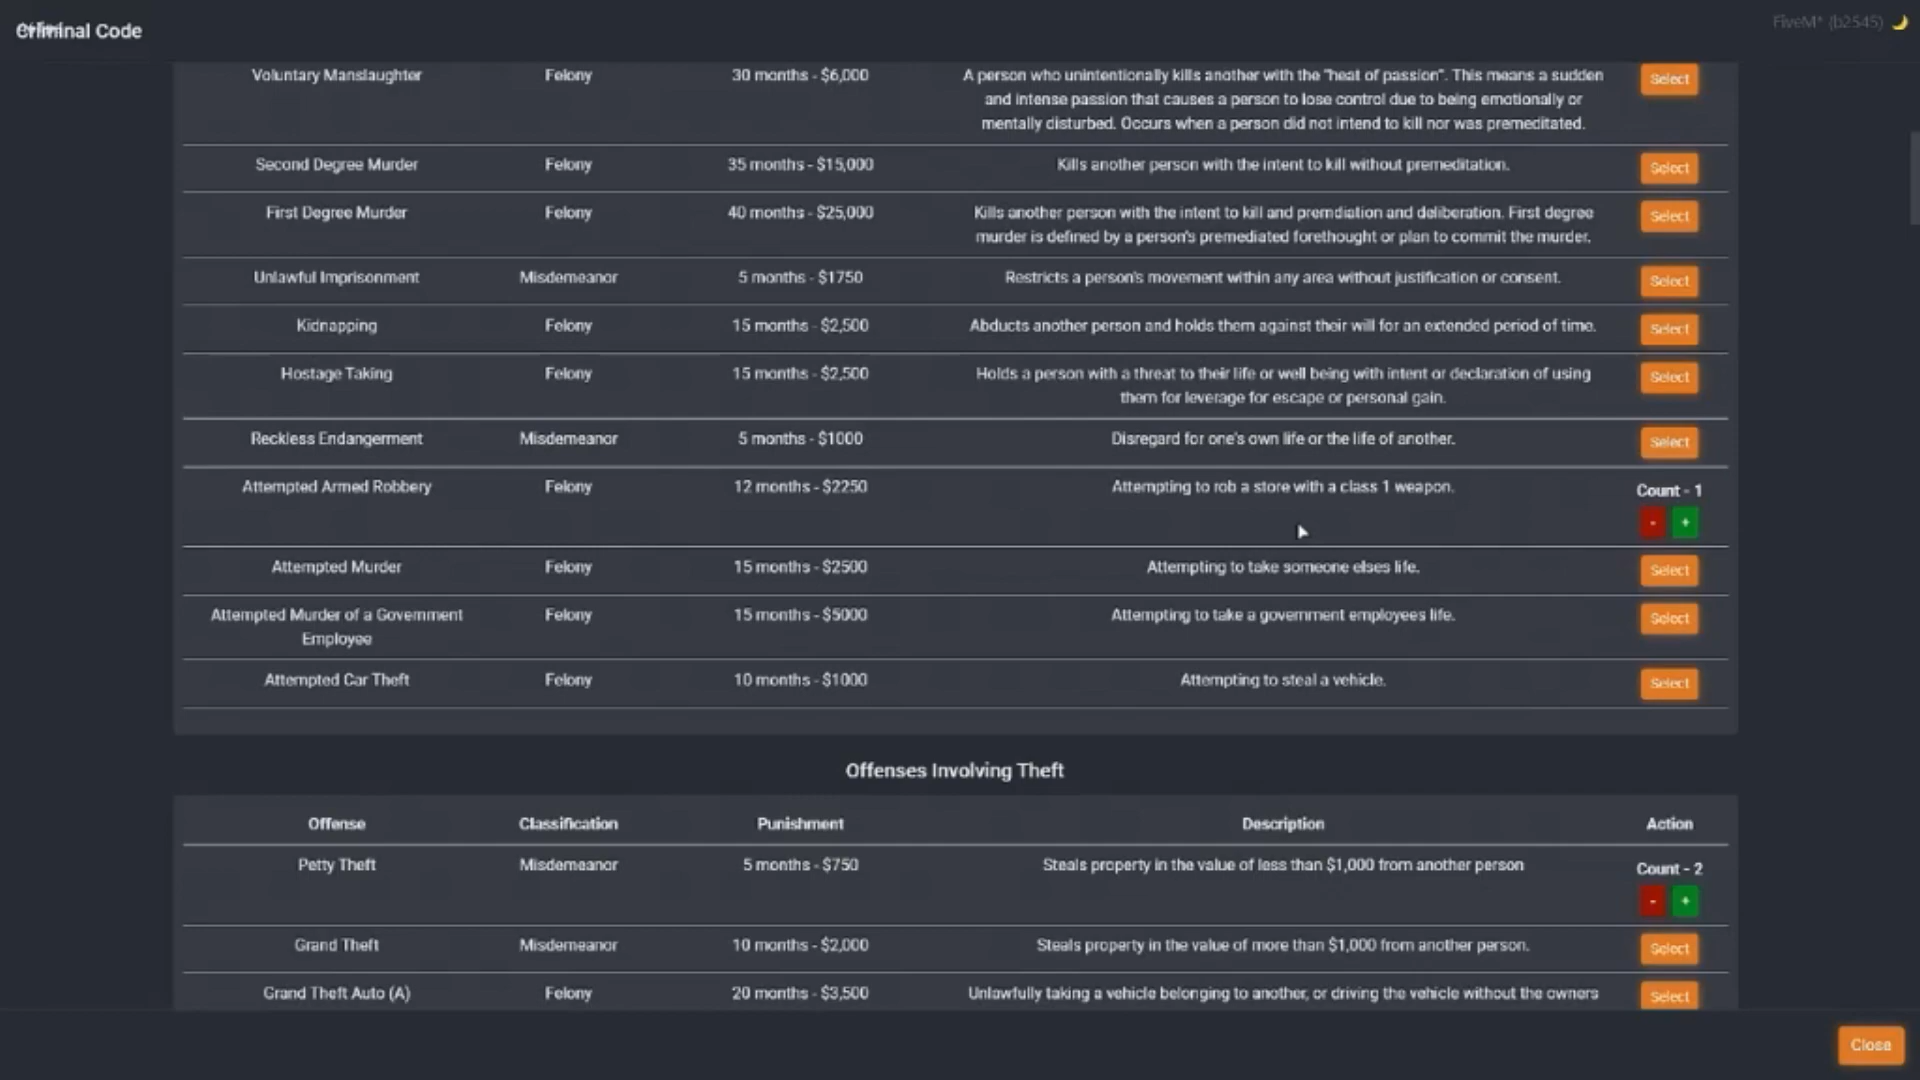 Criminal Code
FiveM* (b2545)
Voluntary Manslaughter Felony 30 months - $6,000 A person who unintentionally kills another with the "heat of passion". This means a sudden Select
and intense passion that causes a person to lose control due to being emotionally or
mentally disturbed. Occurs when a person did not intend to kill nor was premeditated.
Second Degree Murder Felony 35 months - $15,000 Kills another person with the intent to kill without premeditation. Select
First Degree Murder Felony 40 months - $25,000 Kills another person with the intent to kill and premdiation and deliberation. First degree Select
murder is defined by a person's premediated forethought or plan to commit the murder.
Unlawful Imprisonment Misdemeanor 5 months - $1750 Restricts a person's movement within any area without justification or consent. Select
Kidnapping Felony 15 months - $2,500 Abducts another person and holds them against their will for an extended period of time. Select
Hostage Taking Felony 15 months - $2,500 Holds a person with a threat to their life or well being with intent or declaration of using Select
them for leverage for escape or personal gain.
Reckless Endangerment Misdemeanor 5 months - $1000 Disregard for one's own life or the life of another. Select
Attempted Armed Robbery Felony 12 months - $2250 Attempting to rob a store with a class 1 weapon. Count - 1
- +
Attempted Murder Felony 15 months - $2500 Attempting to take someone elses life. Select
Attempted Murder of a Government Felony 15 months - $5000 Attempting to take a government employees life. Select
Employee
Attempted Car Theft Felony 10 months - $1000 Attempting to steal a vehicle. Select
Offenses Involving Theft
Offense Classification Punishment Description Action
Petty Theft Misdemeanor 5 months - $750 Steals property in the value of less than $1,000 from another person Count - 2
- +
Grand Theft Misdemeanor 10 months - $2,000 Steals property in the value of more than $1,000 from another person. Select
Grand Theft Auto (A) Felony 20 months - $3,500 Unlawfully taking a vehicle belonging to another, or driving the vehicle without the owners Select
Close